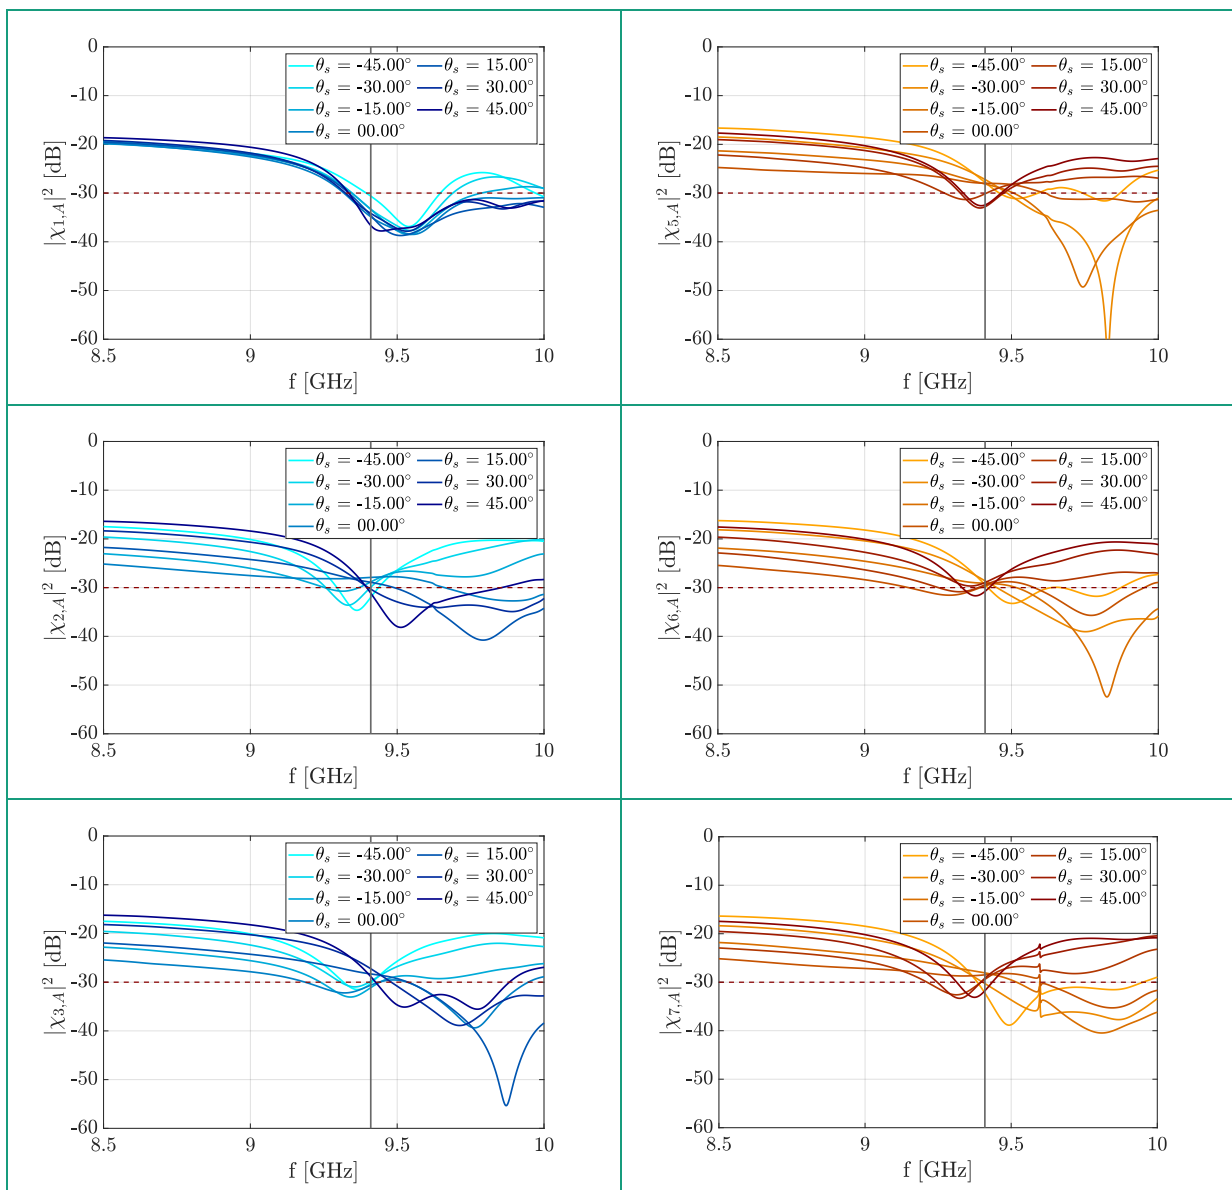 0
-10
-20
-30
-40
-50
-60
8.5 9 9.5 10
f [GHz]
|χ1,A|² [dB]
θs = -45.00° θs = 15.00°
θs = -30.00° θs = 30.00°
θs = -15.00° θs = 45.00°
θs = 00.00°
0
-10
-20
-30
-40
-50
-60
8.5 9 9.5 10
f [GHz]
|χ5,A|² [dB]
θs = -45.00° θs = 15.00°
θs = -30.00° θs = 30.00°
θs = -15.00° θs = 45.00°
θs = 00.00°
0
-10
-20
-30
-40
-50
-60
8.5 9 9.5 10
f [GHz]
|χ2,A|² [dB]
θs = -45.00° θs = 15.00°
θs = -30.00° θs = 30.00°
θs = -15.00° θs = 45.00°
θs = 00.00°
0
-10
-20
-30
-40
-50
-60
8.5 9 9.5 10
f [GHz]
|χ6,A|² [dB]
θs = -45.00° θs = 15.00°
θs = -30.00° θs = 30.00°
θs = -15.00° θs = 45.00°
θs = 00.00°
0
-10
-20
-30
-40
-50
-60
8.5 9 9.5 10
f [GHz]
|χ3,A|² [dB]
θs = -45.00° θs = 15.00°
θs = -30.00° θs = 30.00°
θs = -15.00° θs = 45.00°
θs = 00.00°
0
-10
-20
-30
-40
-50
-60
8.5 9 9.5 10
f [GHz]
|χ7,A|² [dB]
θs = -45.00° θs = 15.00°
θs = -30.00° θs = 30.00°
θs = -15.00° θs = 45.00°
θs = 00.00°